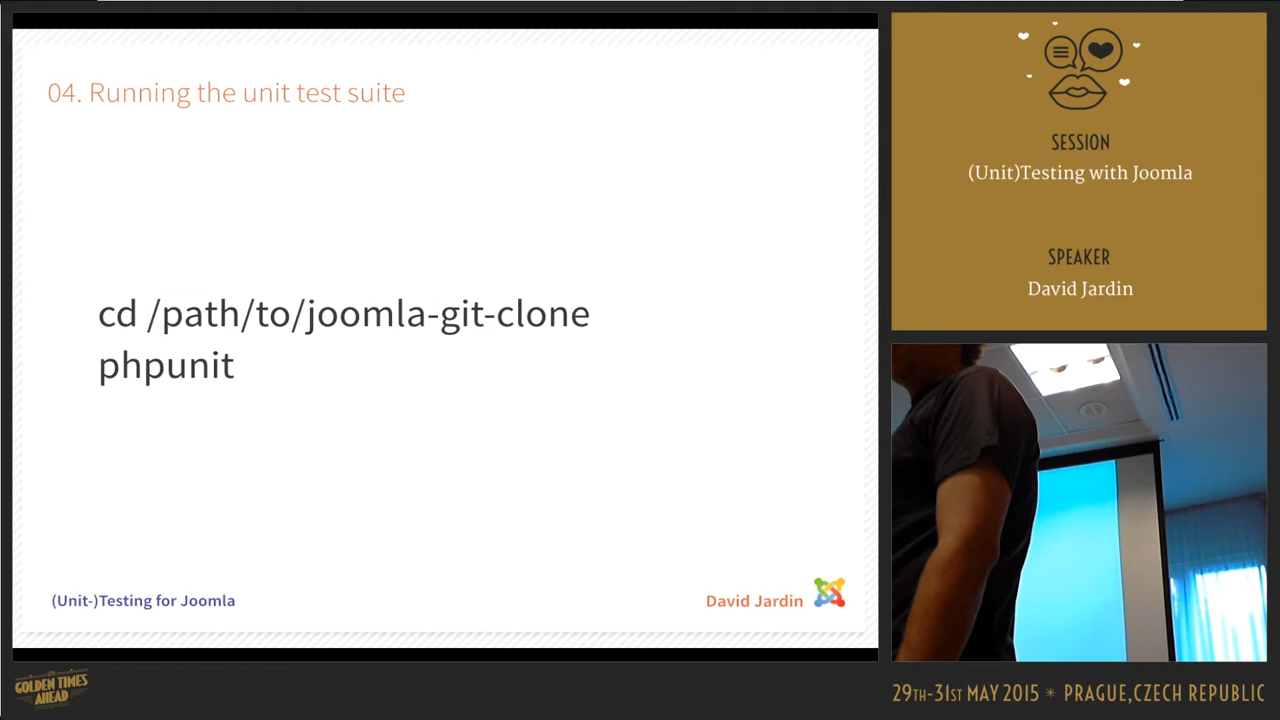 04. Running the unit test suite
cd /path/to/joomla-git-clone
phpunit
(Unit-)Testing for Joomla
David Jardin
SESSION
(Unit)Testing with Joomla
SPEAKER
David Jardin
GOLDEN TIMES
AHEAD
29TH-31ST MAY 2015 * PRAGUE,CZECH REPUBLIC